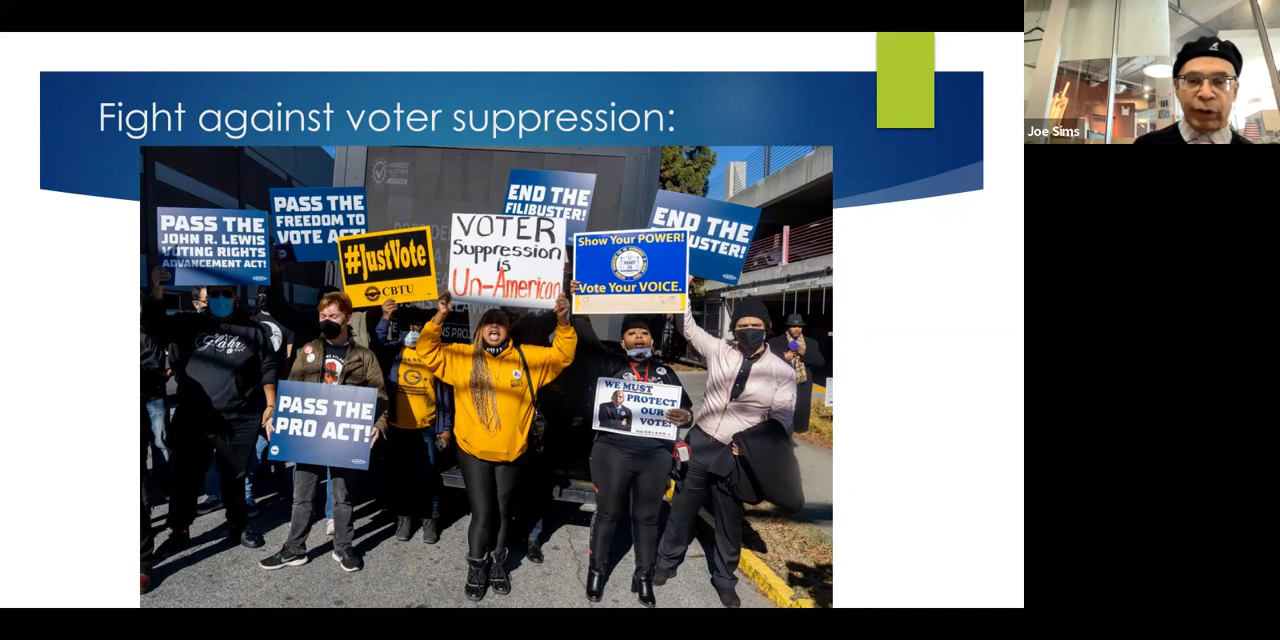 Fight against voter suppression:
Joe Sims
PASS THE
JOHN R. LEWIS
VOTING RIGHTS
ADVANCEMENT ACT!
PASS THE
FREEDOM TO
VOTE ACT!
#JustVote
CBTU
VOTER
Suppression
is
Un-American
END THE
FILIBUSTER!
Show Your POWER!
Vote Your VOICE.
END THE
BUSTER!
PASS THE
PRO ACT!
WE MUST
PROTECT
OUR
VOTE!